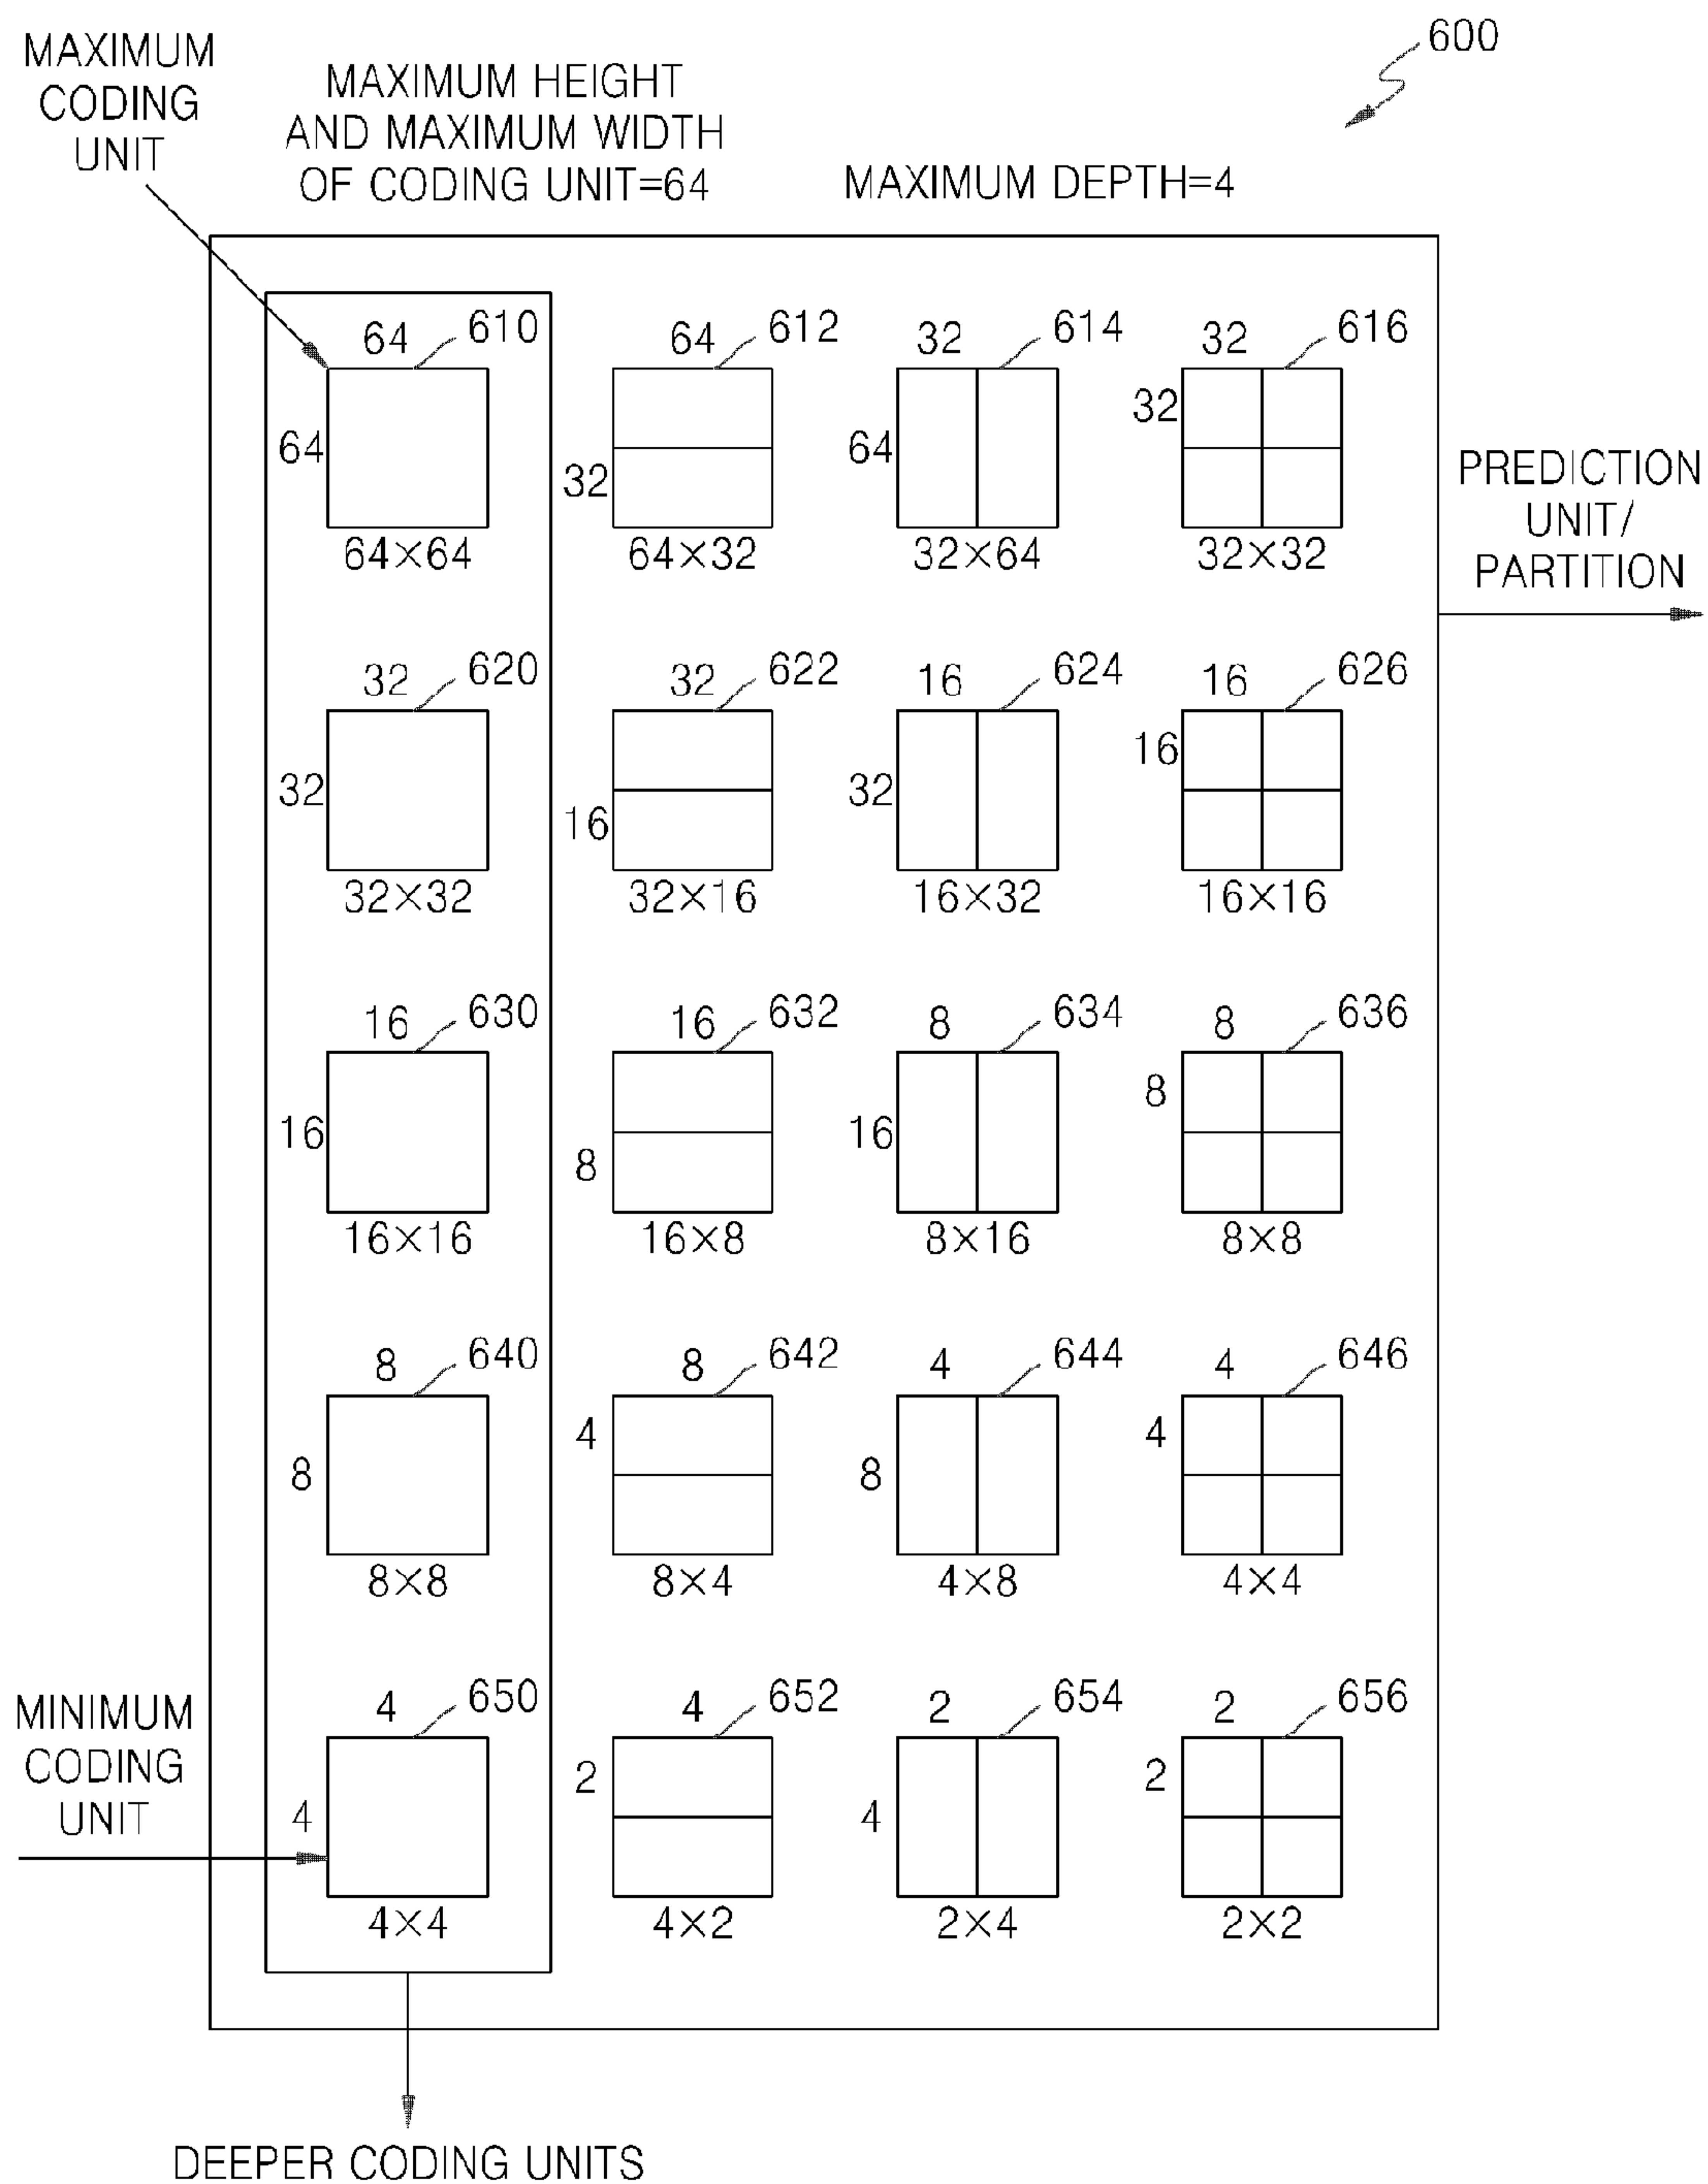 600
MAXIMUM
CODING
UNIT
MAXIMUM HEIGHT
AND MAXIMUM WIDTH
OF CODING UNIT=64
MAXIMUM DEPTH=4
64 610 64 612 32 614 32 616
64 32 64 32
64×64 64×32 32×64 32×32
PREDICTION
UNIT/
PARTITION
32 620 32 622 16 624 16 626
32 16 32 16
32×32 32×16 16×32 16×16
16 630 16 632 8 634 8 636
16 8 16 8
16×16 16×8 8×16 8×8
8 640 8 642 4 644 4 646
8 4 8 4
8×8 8×4 4×8 4×4
MINIMUM
CODING
UNIT
4 650 4 652 2 654 2 656
4 2 4 2
4×4 4×2 2×4 2×2
DEEPER CODING UNITS